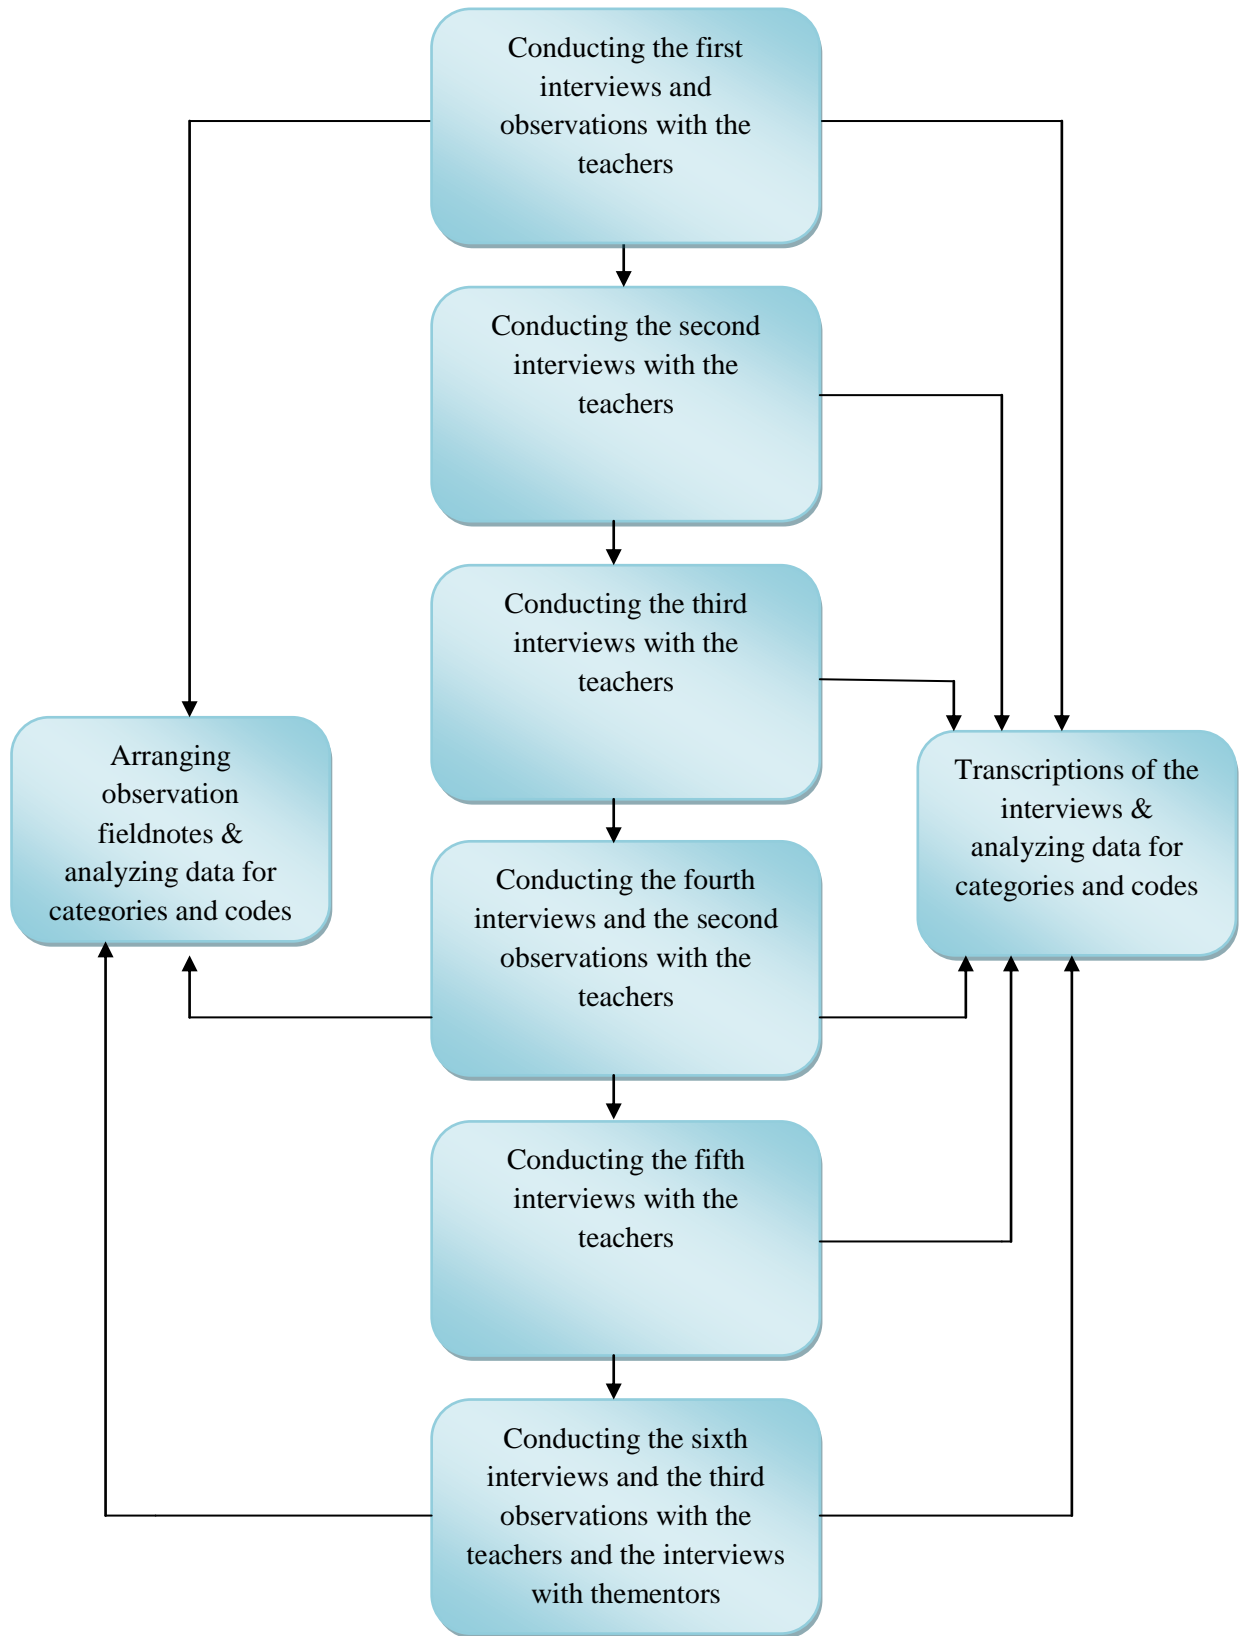 Conducting the first
interviews and
observations with the
teachers
Conducting the second
interviews with the
teachers
Conducting the third
interviews with the
teachers
Arranging
observation
fieldnotes &
analyzing data for
categories and codes
Transcriptions of the
interviews &
analyzing data for
categories and codes
Conducting the fourth
interviews and the second
observations with the
teachers
Conducting the fifth
interviews with the
teachers
Conducting the sixth
interviews and the third
observations with the
teachers and the interviews
with thementors